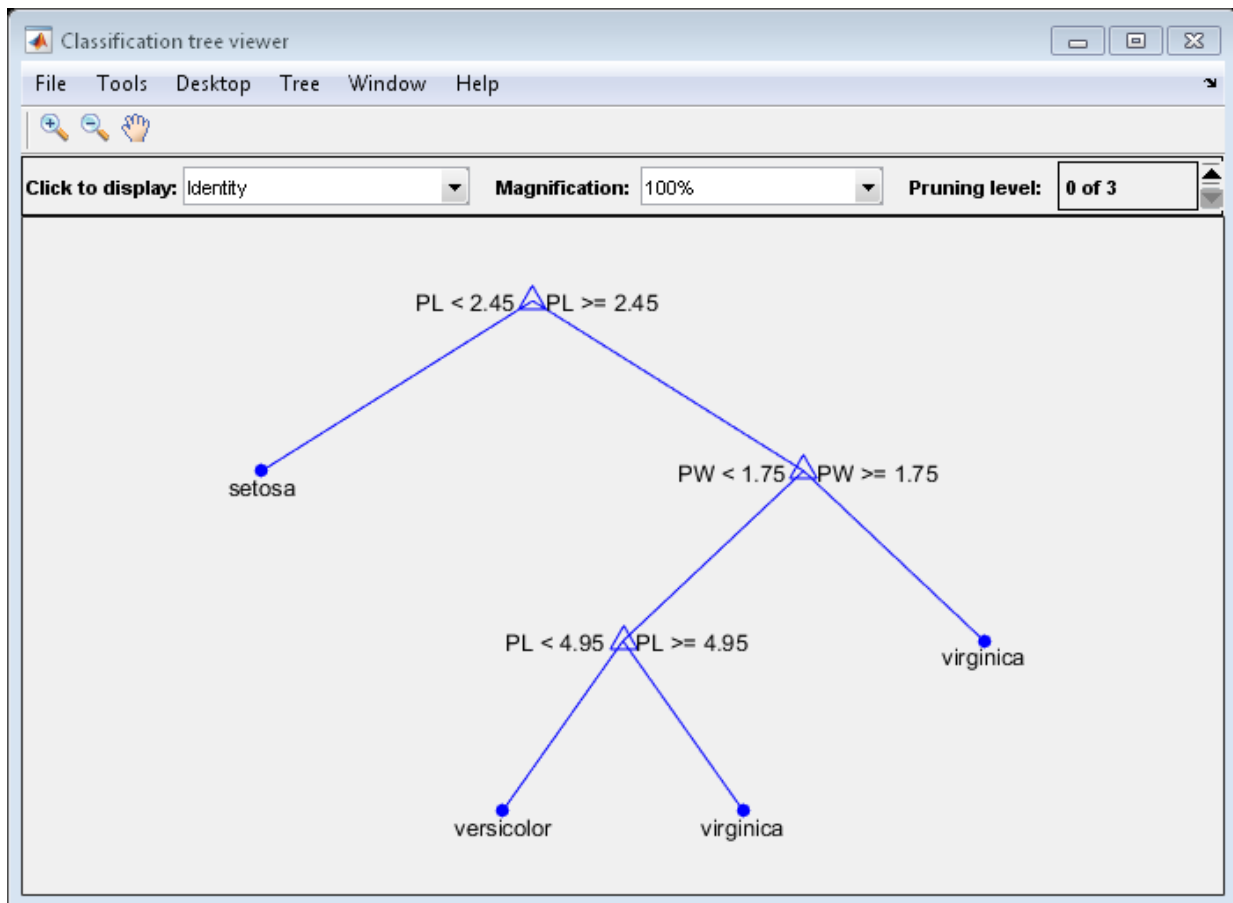 Classification tree viewer
File Tools Desktop Tree Window Help
Click to display: Identity Magnification: 100% Pruning level: 0 of 3
PL < 2.45 PL >= 2.45
setosa
PW < 1.75 PW >= 1.75
PL < 4.95 PL >= 4.95
virginica
versicolor
virginica